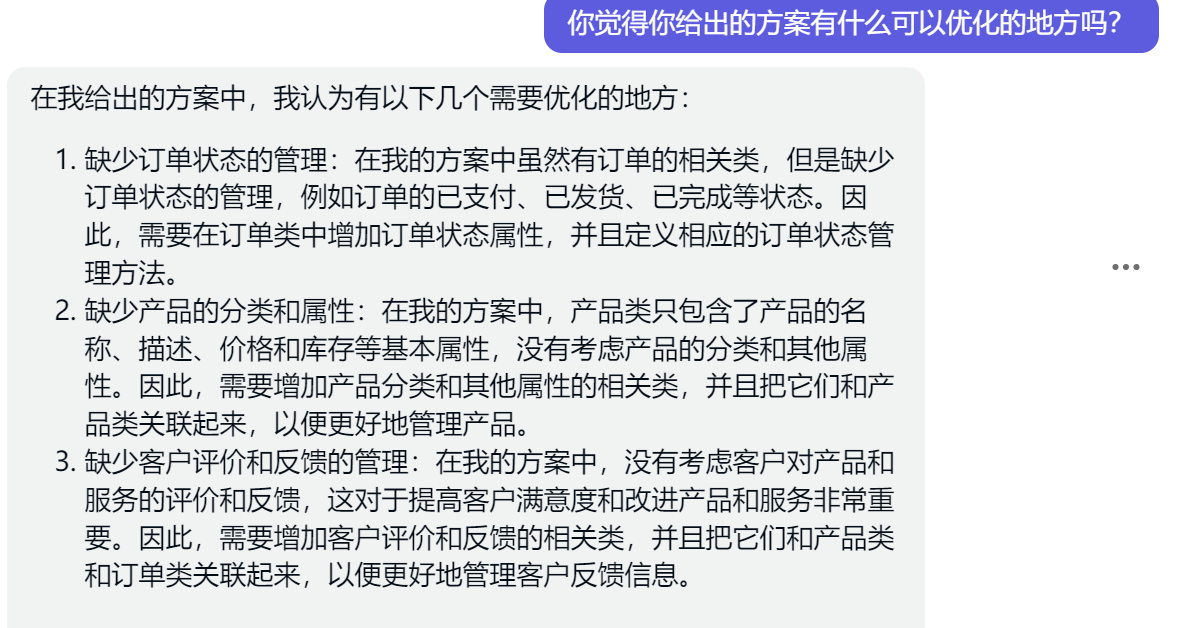 你觉得你给出的方案有什么可以优化的地方吗?
在我给出的方案中，我认为有以下几个需要优化的地方：
1. 缺少订单状态的管理：在我的方案中虽然有订单的相关类，但是缺少
订单状态的管理，例如订单的已支付、已发货、已完成等状态。因
此，需要在订单类中增加订单状态属性，并且定义相应的订单状态管
理方法。
2. 缺少产品的分类和属性：在我的方案中，产品类只包含了产品的名
称、描述、价格和库存等基本属性，没有考虑产品的分类和其他属
性。因此，需要增加产品分类和其他属性的相关类，并且把它们和产
品类关联起来，以便更好地管理产品。
3. 缺少客户评价和反馈的管理：在我的方案中，没有考虑客户对产品和
服务的评价和反馈，这对于提高客户满意度和改进产品和服务非常重
要。因此，需要增加客户评价和反馈的相关类，并且把它们和产品类
和订单类关联起来，以便更好地管理客户反馈信息。